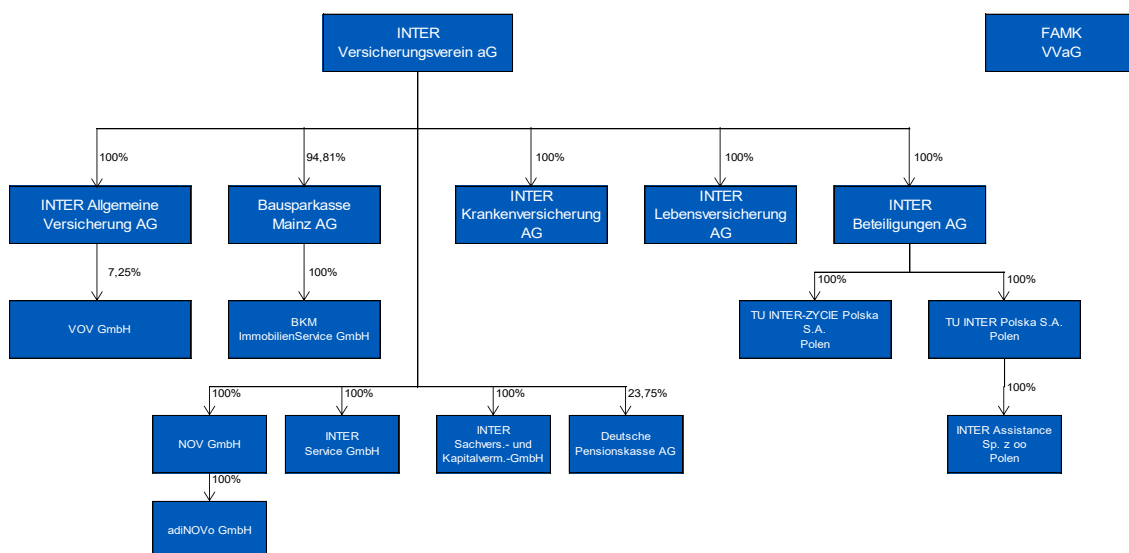 INTER
Versicherungsverein aG
FAMK
VVaG
100%
94,81%
100%
100%
100%
INTER Allgemeine
Versicherung AG
Bausparkasse
Mainz AG
INTER
Krankenversicherung
AG
INTER
Lebensversicherung
AG
INTER
Beteiligungen AG
7,25%
100%
100%
100%
VOV GmbH
BKM
ImmobilienService GmbH
TU INTER-ZYCIE Polska
S.A.
Polen
TU INTER Polska S.A.
Polen
100%
100%
100%
23,75%
100%
NOV GmbH
INTER
Service GmbH
INTER
Sachvers.- und
Kapitalverm.-GmbH
Deutsche
Pensionskasse AG
INTER Assistance
Sp. z oo
Polen
100%
adiNOVo GmbH